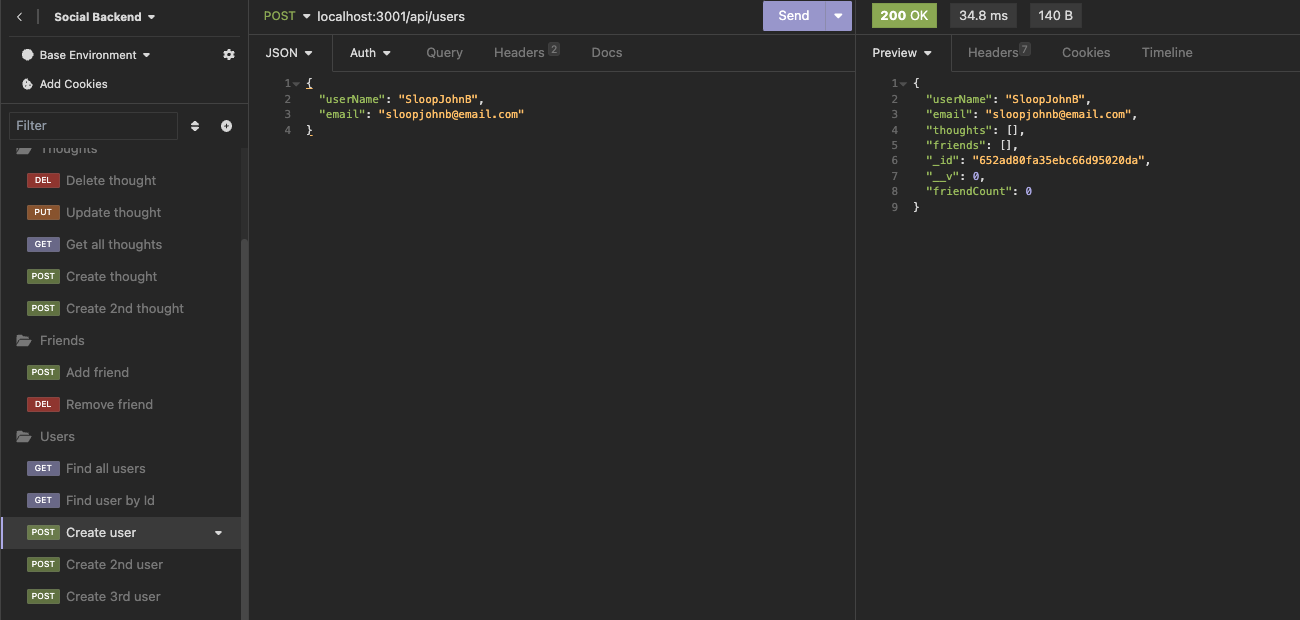 Social Backend
Base Environment
Add Cookies
Filter
Thoughts
DEL Delete thought
PUT Update thought
GET Get all thoughts
POST Create thought
POST Create 2nd thought
Friends
POST Add friend
DEL Remove friend
Users
GET Find all users
GET Find user by Id
POST Create user
POST Create 2nd user
POST Create 3rd user
POST localhost:3001/api/users Send
JSON Auth Query Headers 2 Docs
1 {
2 "userName": "SloopJohnB",
3 "email": "sloopjohnb@email.com"
4 }
200 OK 34.8 ms 140 B
Preview Headers 7 Cookies Timeline
1 {
2 "userName": "SloopJohnB",
3 "email": "sloopjohnb@email.com",
4 "thoughts": [],
5 "friends": [],
6 "_id": "652ad80fa35ebc66d95020da",
7 "__v": 0,
8 "friendCount": 0
9 }